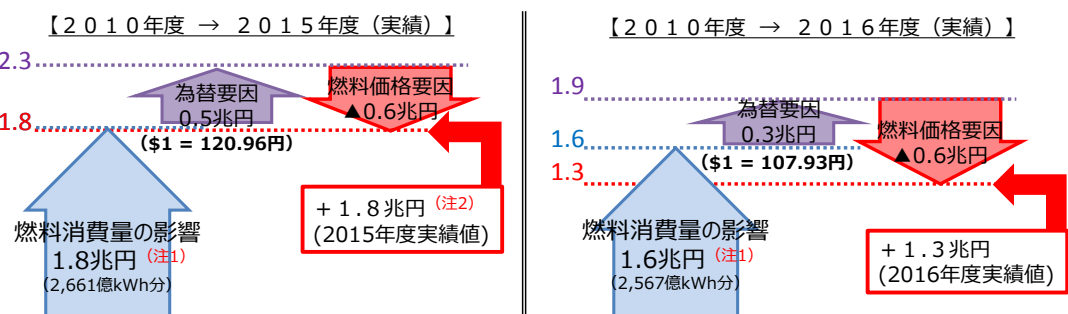 【２０１０年度 → ２０１５年度（実績）】
2.3
為替要因
0.5兆円
燃料価格要因
▲0.6兆円
1.8
($1 = 120.96円)
燃料消費量の影響
1.8兆円（注1）
(2,661億kWh分)
＋１.８兆円（注2）
(2015年度実績値)
【２０１０年度 → ２０１６年度（実績）】
1.9
為替要因
0.3兆円
燃料価格要因
▲0.6兆円
1.6
($1 = 107.93円)
1.3
燃料消費量の影響
1.6兆円（注1）
(2,567億kWh分)
＋１.３兆円
(2016年度実績値)